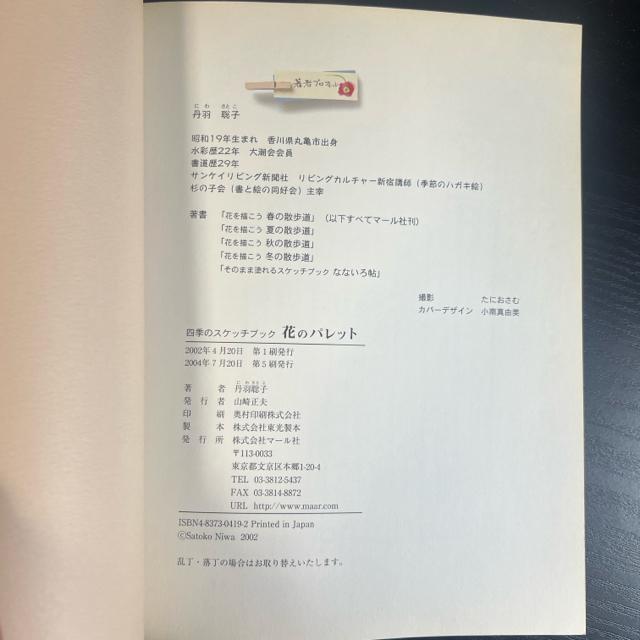 著者プロフィル
にわ さとこ
丹羽 聡子
昭和19年生まれ 香川県丸亀市出身
水彩歴22年 大潮会会員
書道歴29年
サンケイリビング新聞社 リビングカルチャー新宿講師（季節のハガキ絵）
杉の子会（書と絵の同好会）主宰
著書 「花を描こう 春の散歩道」（以下すべてマール社刊）
「花を描こう 夏の散歩道」
「花を描こう 秋の散歩道」
「花を描こう 冬の散歩道」
「そのまま塗れるスケッチブック なないろ帖」
撮影 たにおさむ
カバーデザイン 小南真由美
四季のスケッチブック 花のパレット
2002年4月20日 第1刷発行
2004年7月20日 第5刷発行
にわさとこ
著者 丹羽聡子
発行者 山崎正夫
印刷 奥村印刷株式会社
製本 株式会社東光製本
発行所 株式会社マール社
〒113-0033
東京都文京区本郷1-20-4
TEL 03-3812-5437
FAX 03-3814-8872
URL http://www.maar.com
ISBN4-8373-0419-2 Printed in Japan
©Satoko Niwa 2002
乱丁・落丁の場合はお取り替えいたします。